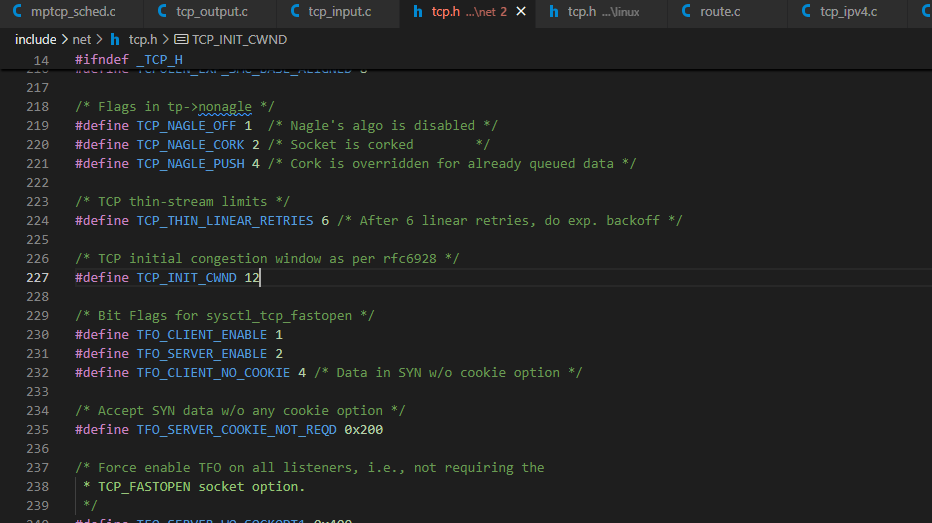 mptcp_sched.c tcp_output.c tcp_input.c tcp.h ...\net 2 tcp.h ...\linux route.c tcp_ipv4.c
include > net > tcp.h > TCP_INIT_CWND
14 #ifndef _TCP_H
217
218 /* Flags in tp->nonagle */
219 #define TCP_NAGLE_OFF 1 /* Nagle's algo is disabled */
220 #define TCP_NAGLE_CORK 2 /* Socket is corked */
221 #define TCP_NAGLE_PUSH 4 /* Cork is overridden for already queued data */
222
223 /* TCP thin-stream limits */
224 #define TCP_THIN_LINEAR_RETRIES 6 /* After 6 linear retries, do exp. backoff */
225
226 /* TCP initial congestion window as per rfc6928 */
227 #define TCP_INIT_CWND 12
228
229 /* Bit Flags for sysctl_tcp_fastopen */
230 #define TFO_CLIENT_ENABLE 1
231 #define TFO_SERVER_ENABLE 2
232 #define TFO_CLIENT_NO_COOKIE 4 /* Data in SYN w/o cookie option */
233
234 /* Accept SYN data w/o any cookie option */
235 #define TFO_SERVER_COOKIE_NOT_REQD 0x200
236
237 /* Force enable TFO on all listeners, i.e., not requiring the
238 * TCP_FASTOPEN socket option.
239 */